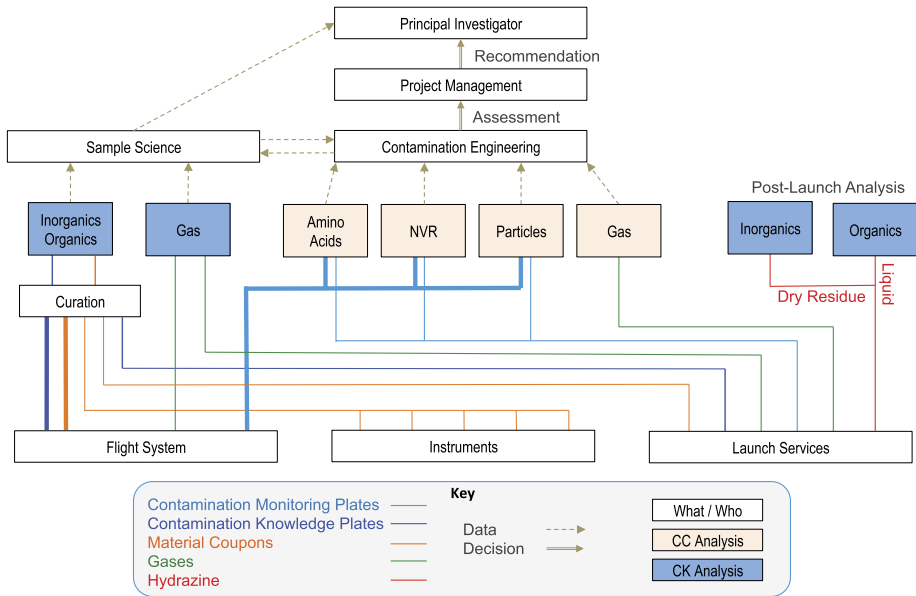 Principal Investigator
Recommendation
Project Management
Assessment
Sample Science
Contamination Engineering
Post-Launch Analysis
Inorganics
Organics
Gas
Amino
Acids
NVR
Particles
Gas
Inorganics
Organics
Liquid
Dry Residue
Curation
Flight System
Instruments
Launch Services
Key
Contamination Monitoring Plates
Contamination Knowledge Plates
Material Coupons
Gases
Hydrazine
Data
Decision
What / Who
CC Analysis
CK Analysis